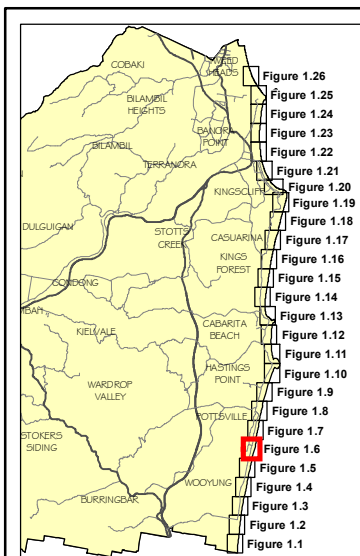 COBAKI
TWEED
HEADS
Figure 1.26
Figure 1.25
BILAMBIL
HEIGHTS
Figure 1.24
BANORA
POINT
Figure 1.23
BILAMBIL
Figure 1.22
TERRANORA
Figure 1.21
KINGSCLIFF
Figure 1.20
Figure 1.19
DULGUIGAN
STOTTS
CREEK
Figure 1.18
CASUARINA
Figure 1.17
KINGS
FOREST
Figure 1.16
Figure 1.15
GONDONG
MBAH
Figure 1.14
Figure 1.13
KIELVALE
CABARITA
BEACH
Figure 1.12
Figure 1.11
HASTINGS
POINT
Figure 1.10
WARDROP
VALLEY
Figure 1.9
POTTSVILLE
Figure 1.8
Figure 1.7
STOKERS
SIDING
Figure 1.6
Figure 1.5
WOOYUNG
Figure 1.4
BURRINGBAR
Figure 1.3
Figure 1.2
Figure 1.1